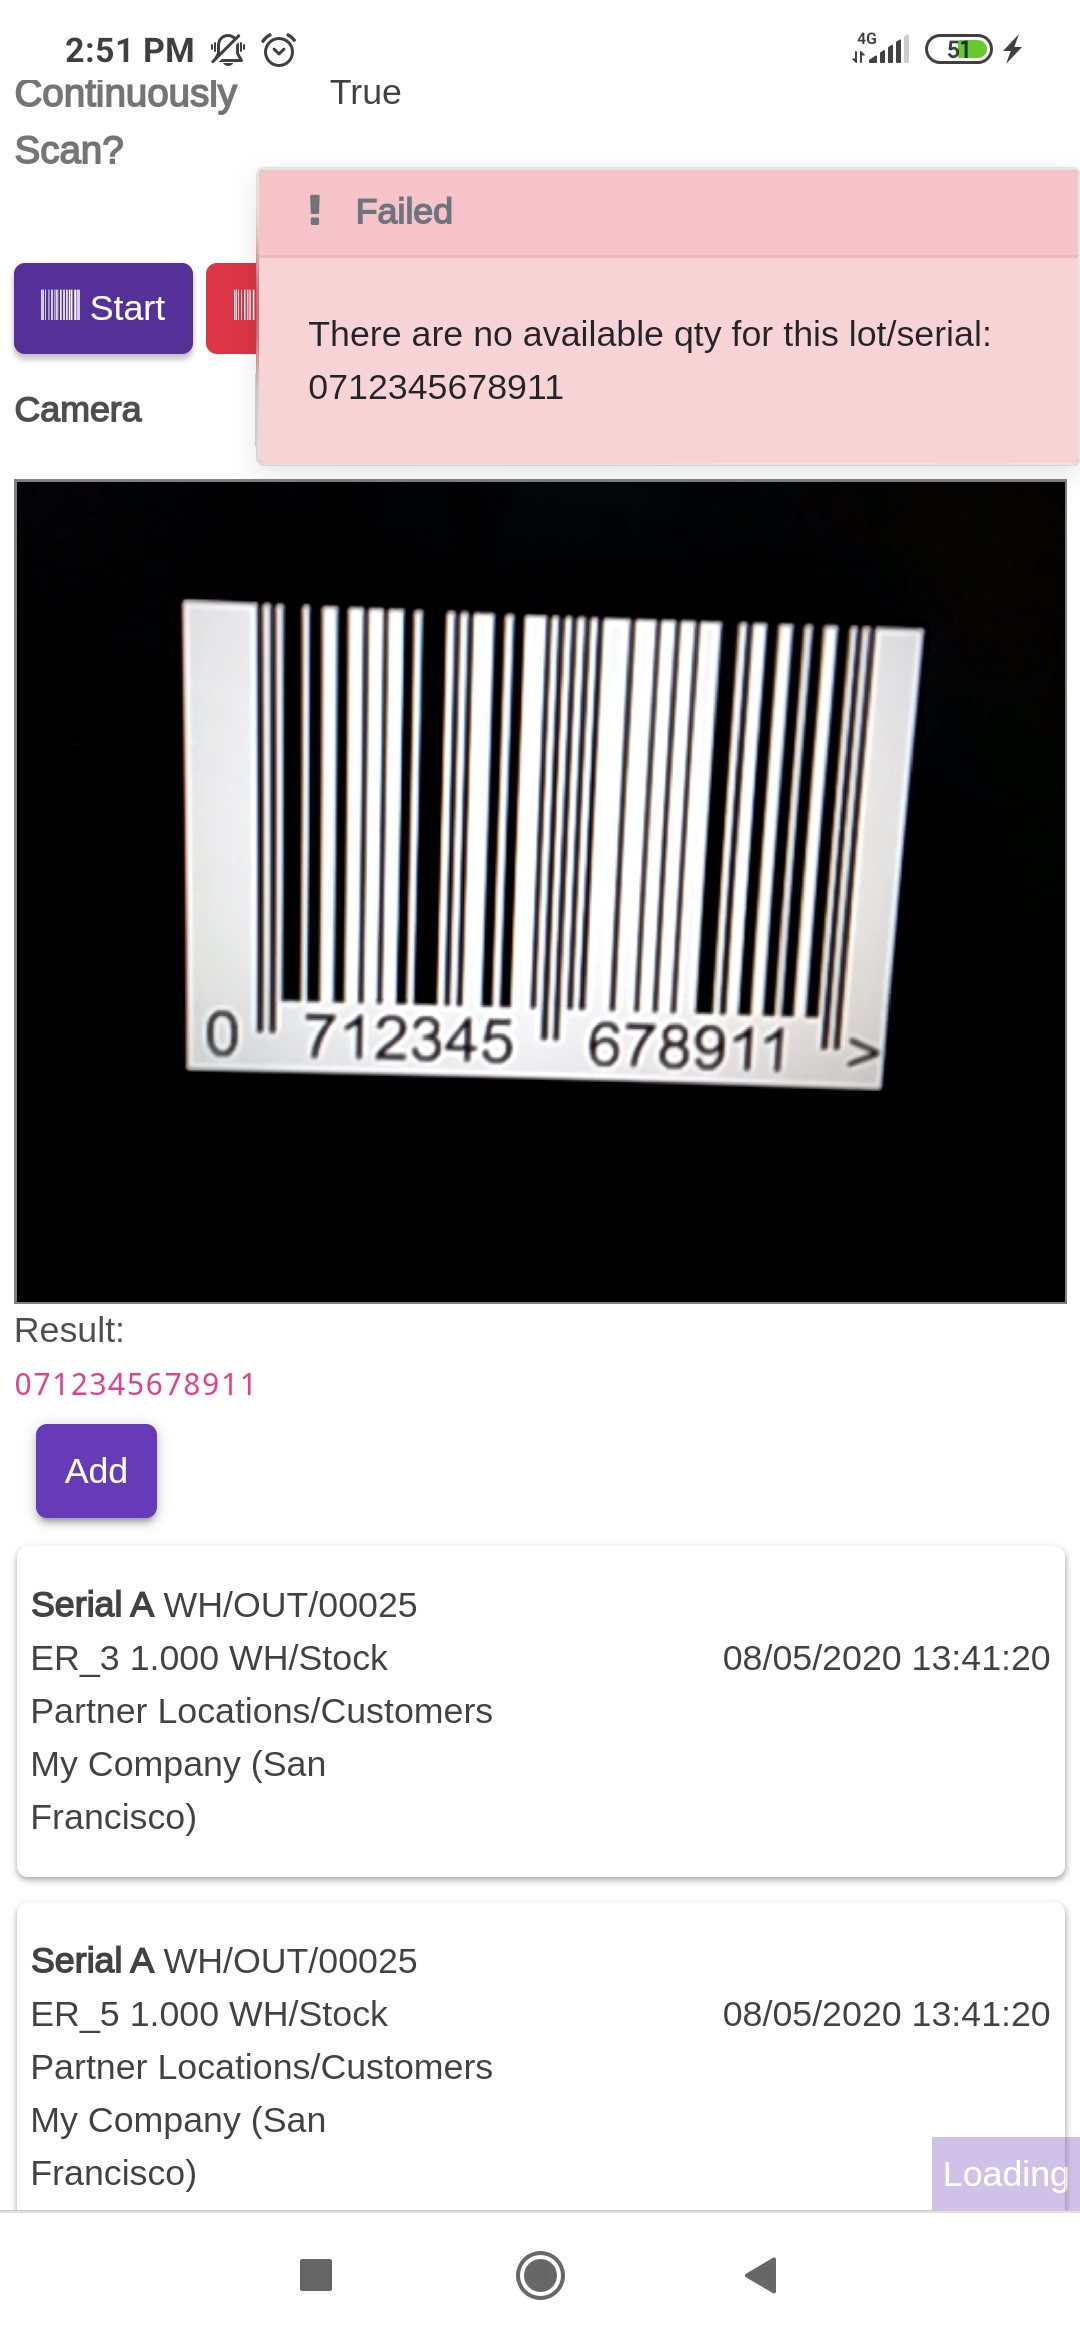 2:51 PM 4G 51
Continuously True
Scan?
! Failed
Start
There are no available qty for this lot/serial:
0712345678911
Camera
0 712345 678911 >
Result:
0712345678911
Add
Serial A WH/OUT/00025
ER_3 1.000 WH/Stock 08/05/2020 13:41:20
Partner Locations/Customers
My Company (San
Francisco)
Serial A WH/OUT/00025
ER_5 1.000 WH/Stock 08/05/2020 13:41:20
Partner Locations/Customers
My Company (San
Francisco)
Loading